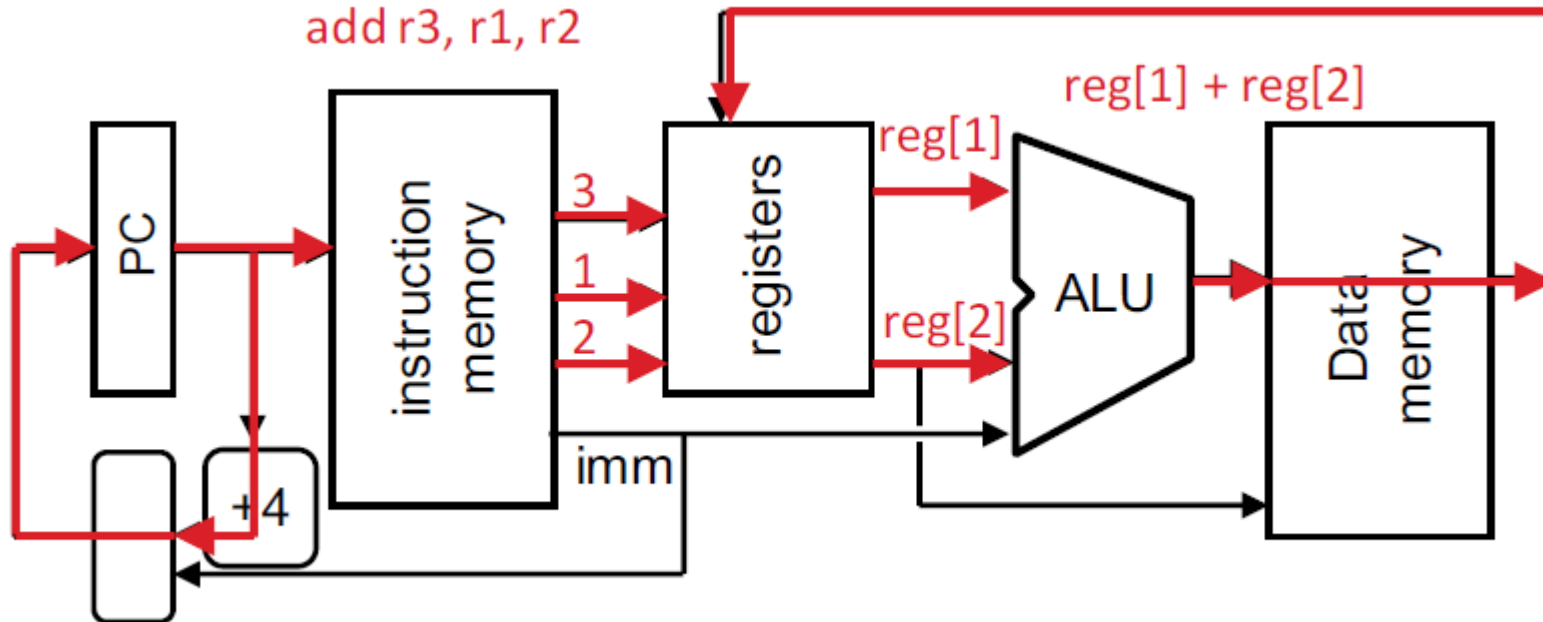 add r3, r1, r2
PC
+4
instruction
memory
3
1
2
imm
registers
reg[1]
reg[2]
reg[1] + reg[2]
ALU
Data
memory